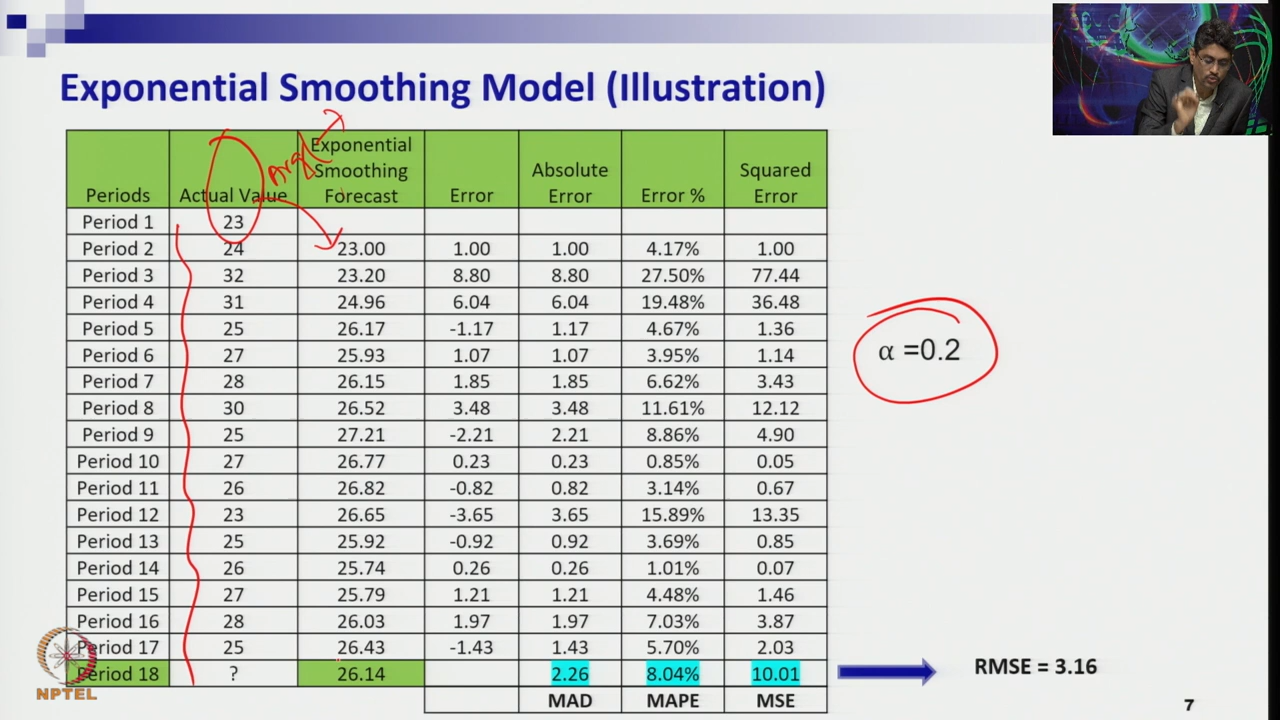 Exponential Smoothing Model (Illustration)
Periods Actual Value Exponential Smoothing Forecast Error Absolute Error Error % Squared Error
Period 1 23
Period 2 24 23.00 1.00 1.00 4.17% 1.00
Period 3 32 23.20 8.80 8.80 27.50% 77.44
Period 4 31 24.96 6.04 6.04 19.48% 36.48
Period 5 25 26.17 -1.17 1.17 4.67% 1.36
Period 6 27 25.93 1.07 1.07 3.95% 1.14
Period 7 28 26.15 1.85 1.85 6.62% 3.43
Period 8 30 26.52 3.48 3.48 11.61% 12.12
Period 9 25 27.21 -2.21 2.21 8.86% 4.90
Period 10 27 26.77 0.23 0.23 0.85% 0.05
Period 11 26 26.82 -0.82 0.82 3.14% 0.67
Period 12 23 26.65 -3.65 3.65 15.89% 13.35
Period 13 25 25.92 -0.92 0.92 3.69% 0.85
Period 14 26 25.74 0.26 0.26 1.01% 0.07
Period 15 27 25.79 1.21 1.21 4.48% 1.46
Period 16 28 26.03 1.97 1.97 7.03% 3.87
Period 17 25 26.43 -1.43 1.43 5.70% 2.03
Period 18 ? 26.14 2.26 8.04% 10.01
MAD MAPE MSE
α =0.2
RMSE = 3.16
NPTEL
7